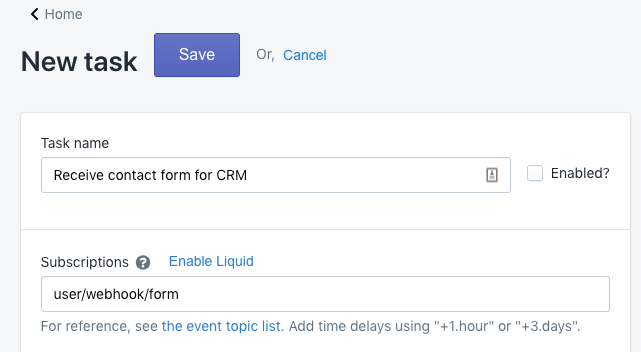 Home
New task Save Or, Cancel
Task name
Receive contact form for CRM Enabled?
Subscriptions ? Enable Liquid
user/webhook/form
For reference, see the event topic list. Add time delays using "+1.hour" or "+3.days".